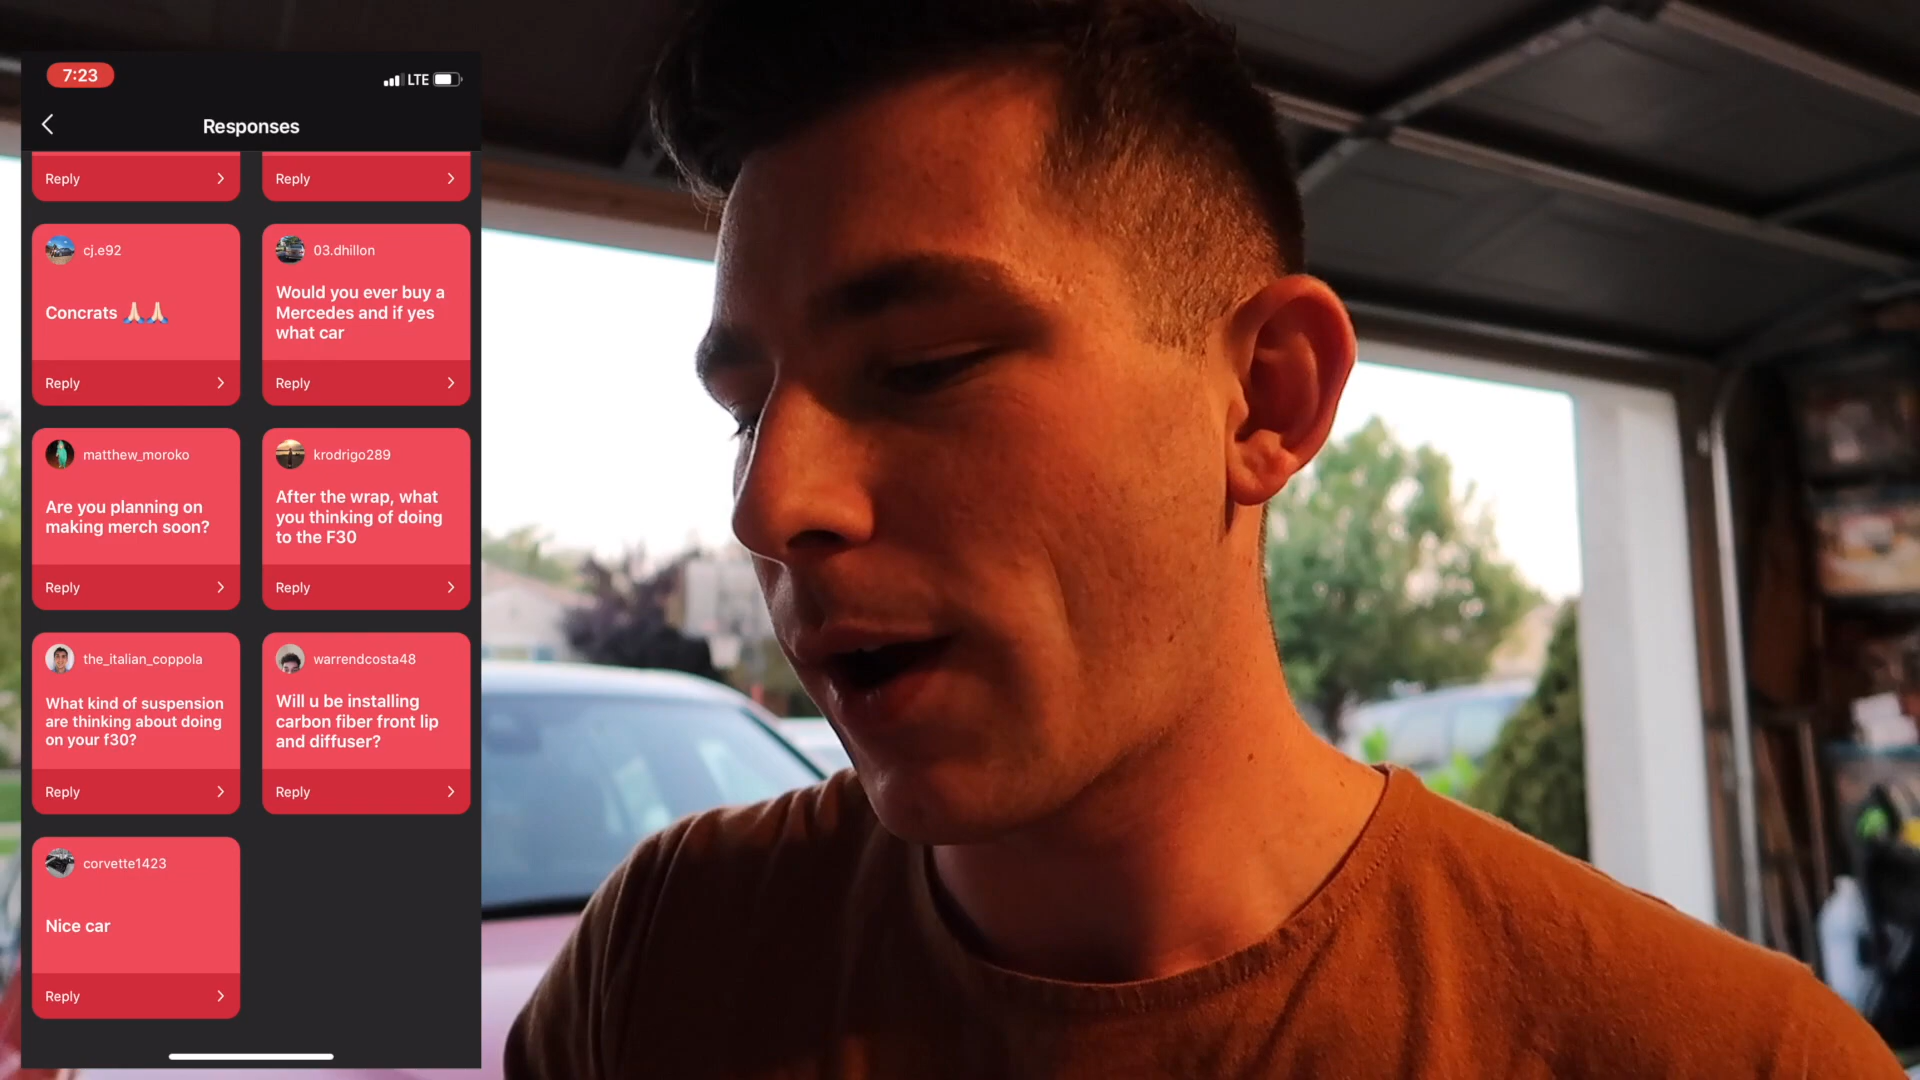 7:23
LTE
Responses
Reply
Reply
cj.e92
Concrats 🙏🏻🙏🏻
Reply
03.dhillon
Would you ever buy a
Mercedes and if yes
what car
Reply
matthew_moroko
Are you planning on
making merch soon?
Reply
krodrigo289
After the wrap, what
you thinking of doing
to the F30
Reply
the_italian_coppola
What kind of suspension
are thinking about doing
on your f30?
Reply
warrendcosta48
Will u be installing
carbon fiber front lip
and diffuser?
Reply
corvette1423
Nice car
Reply